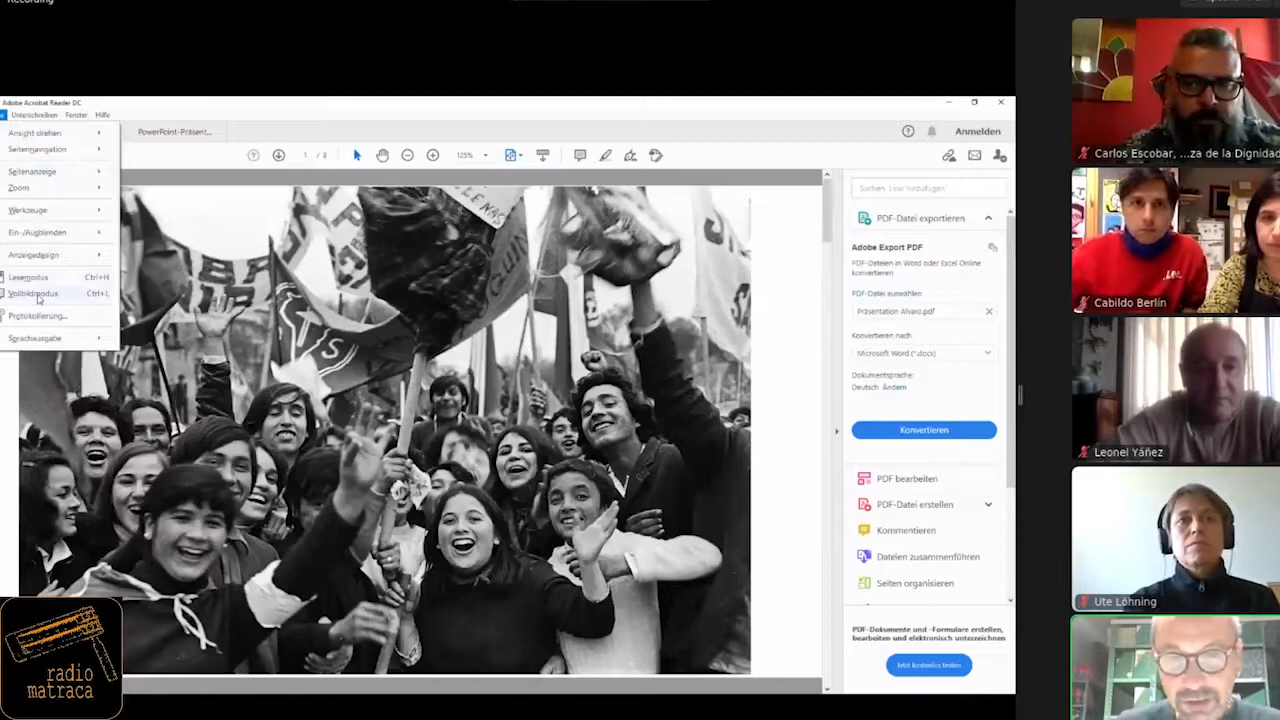 Recording
Adobe Acrobat Reader DC
Unterschreiben Fenster Hilfe
Ansicht drehen
Seitennavigation
Seitenanzeige
Zoom
Werkzeuge
Ein-/Ausblenden
Anzeigedesign
Lesemodus Ctrl+H
Vollbildmodus Ctrl+L
Protokollierung...
Sprachausgabe
PowerPoint-Präsent...
Anmelden
1 / 8
125%
PDF-Datei exportieren
Adobe Export PDF
PDF-Dateien in Word oder Excel Online
konvertieren
PDF-Datei auswählen
Präsentation Alvaro.pdf
Konvertieren nach
Microsoft Word (*.docx)
Dokumentsprache:
Deutsch Ändern
Konvertieren
PDF bearbeiten
PDF-Datei erstellen
Kommentieren
Dateien zusammenführen
Seiten organisieren
PDF-Dokumente und -Formulare erstellen,
bearbeiten und elektronisch unterzeichnen
Jetzt kostenlos testen
Carlos Escobar, ...za de la Dignidad
Cabildo Berlín
Leonel Yáñez
Ute Löhning
radio
matraca